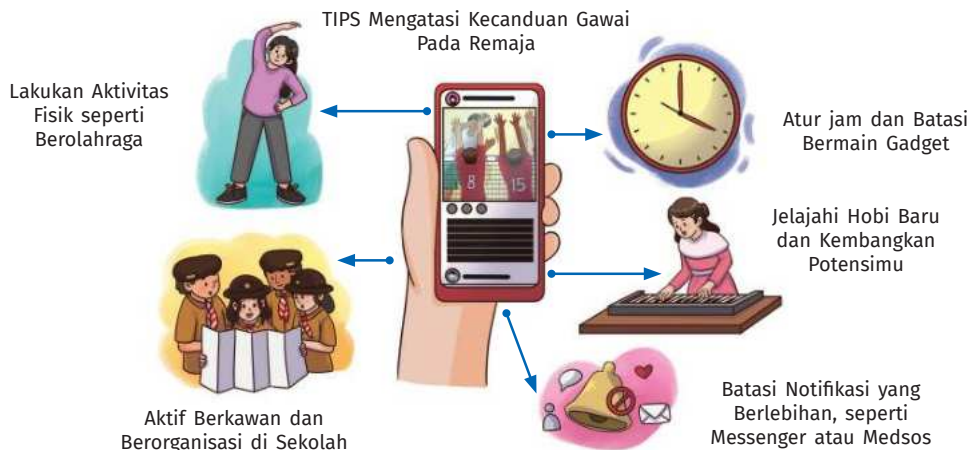 TIPS Mengatasi Kecanduan Gawai
Pada Remaja
Lakukan Aktivitas
Fisik seperti
Berolahraga
Atur jam dan Batasi
Bermain Gadget
8
15
Jelajahi Hobi Baru
dan Kembangkan
Potensimu
Aktif Berkawan dan
Berorganisasi di Sekolah
Batasi Notifikasi yang
Berlebihan, seperti
Messenger atau Medsos